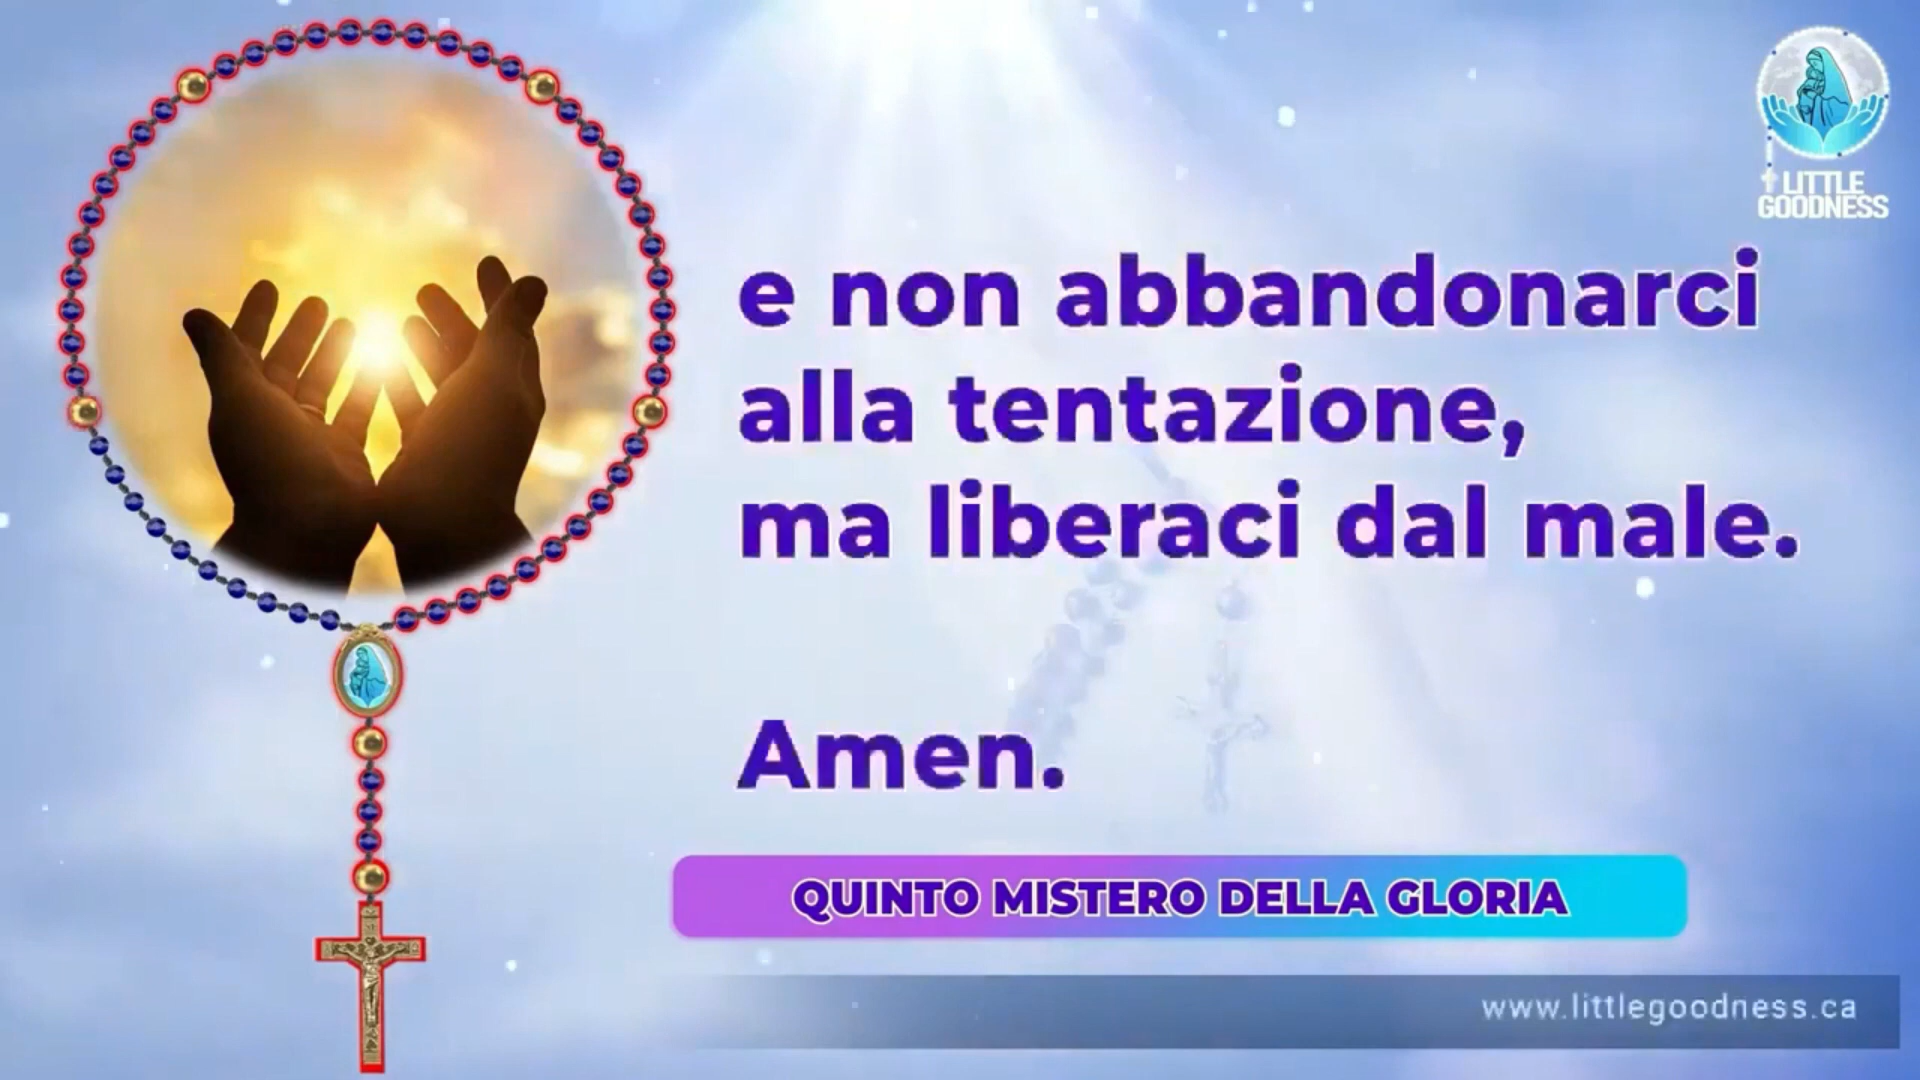 LITTLE
GOODNESS
e non abbandonarci
alla tentazione,
ma liberaci dal male.
Amen.
QUINTO MISTERO DELLA GLORIA
www.littlegoodness.ca